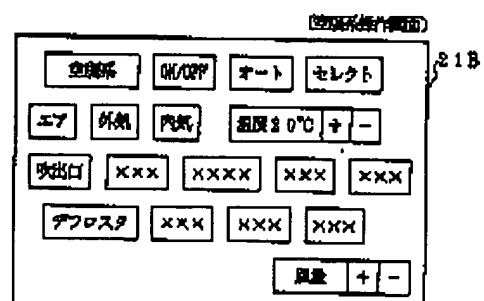 (空調系操作画面)
21B
空調系 ON/OFF オート セレクト
エア 外気 内気 温度20℃ + -
吹出口 ××× ×××× ××× ×××
デフロスタ ××× ××× ×××
風量 + -